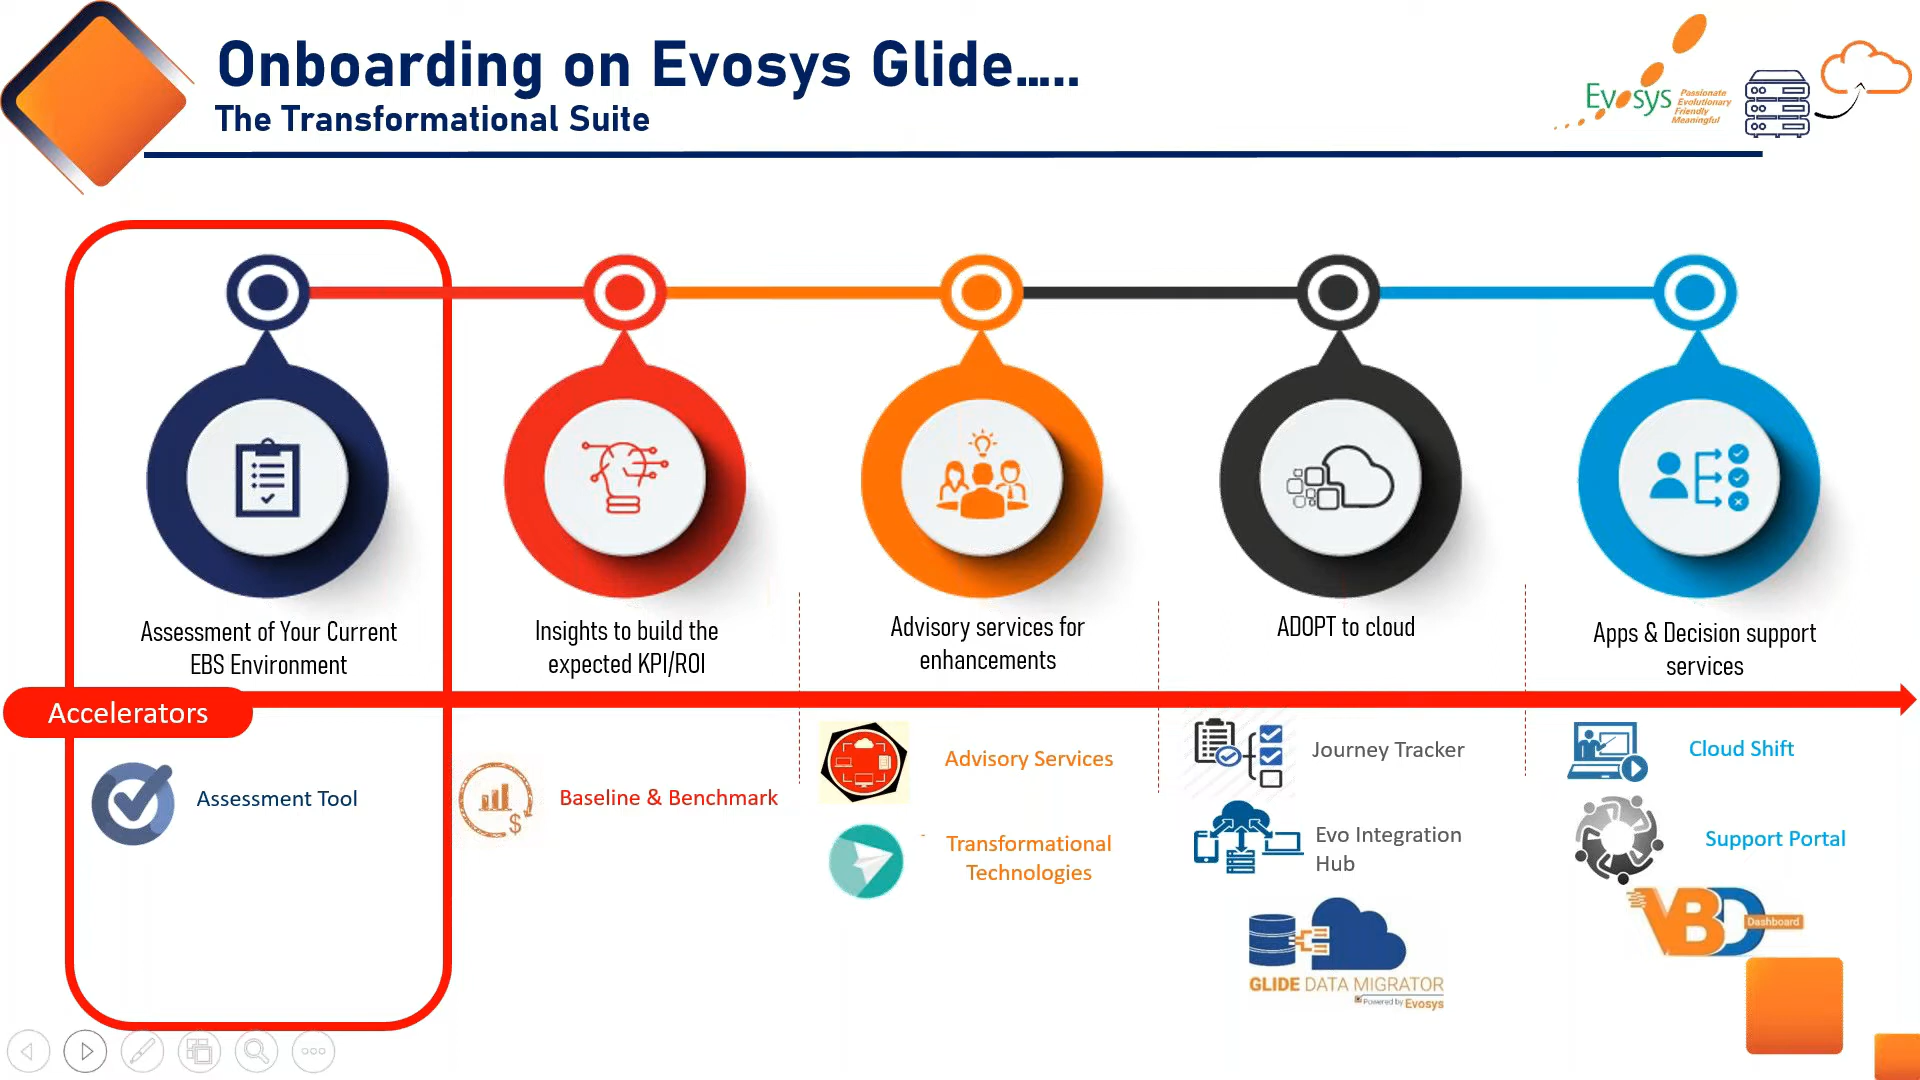 Onboarding on Evosys Glide.....
The Transformational Suite
Evosys
Passionate
Evolutionary
Friendly
Meaningful
Assessment of Your Current
EBS Environment
Insights to build the
expected KPI/ROI
Advisory services for
enhancements
ADOPT to cloud
Apps & Decision support
services
Accelerators
Assessment Tool
Baseline & Benchmark
Advisory Services
Transformational
Technologies
Journey Tracker
Evo Integration
Hub
GLIDE DATA MIGRATOR
Powered by Evosys
Cloud Shift
Support Portal
VBD
Dashboard